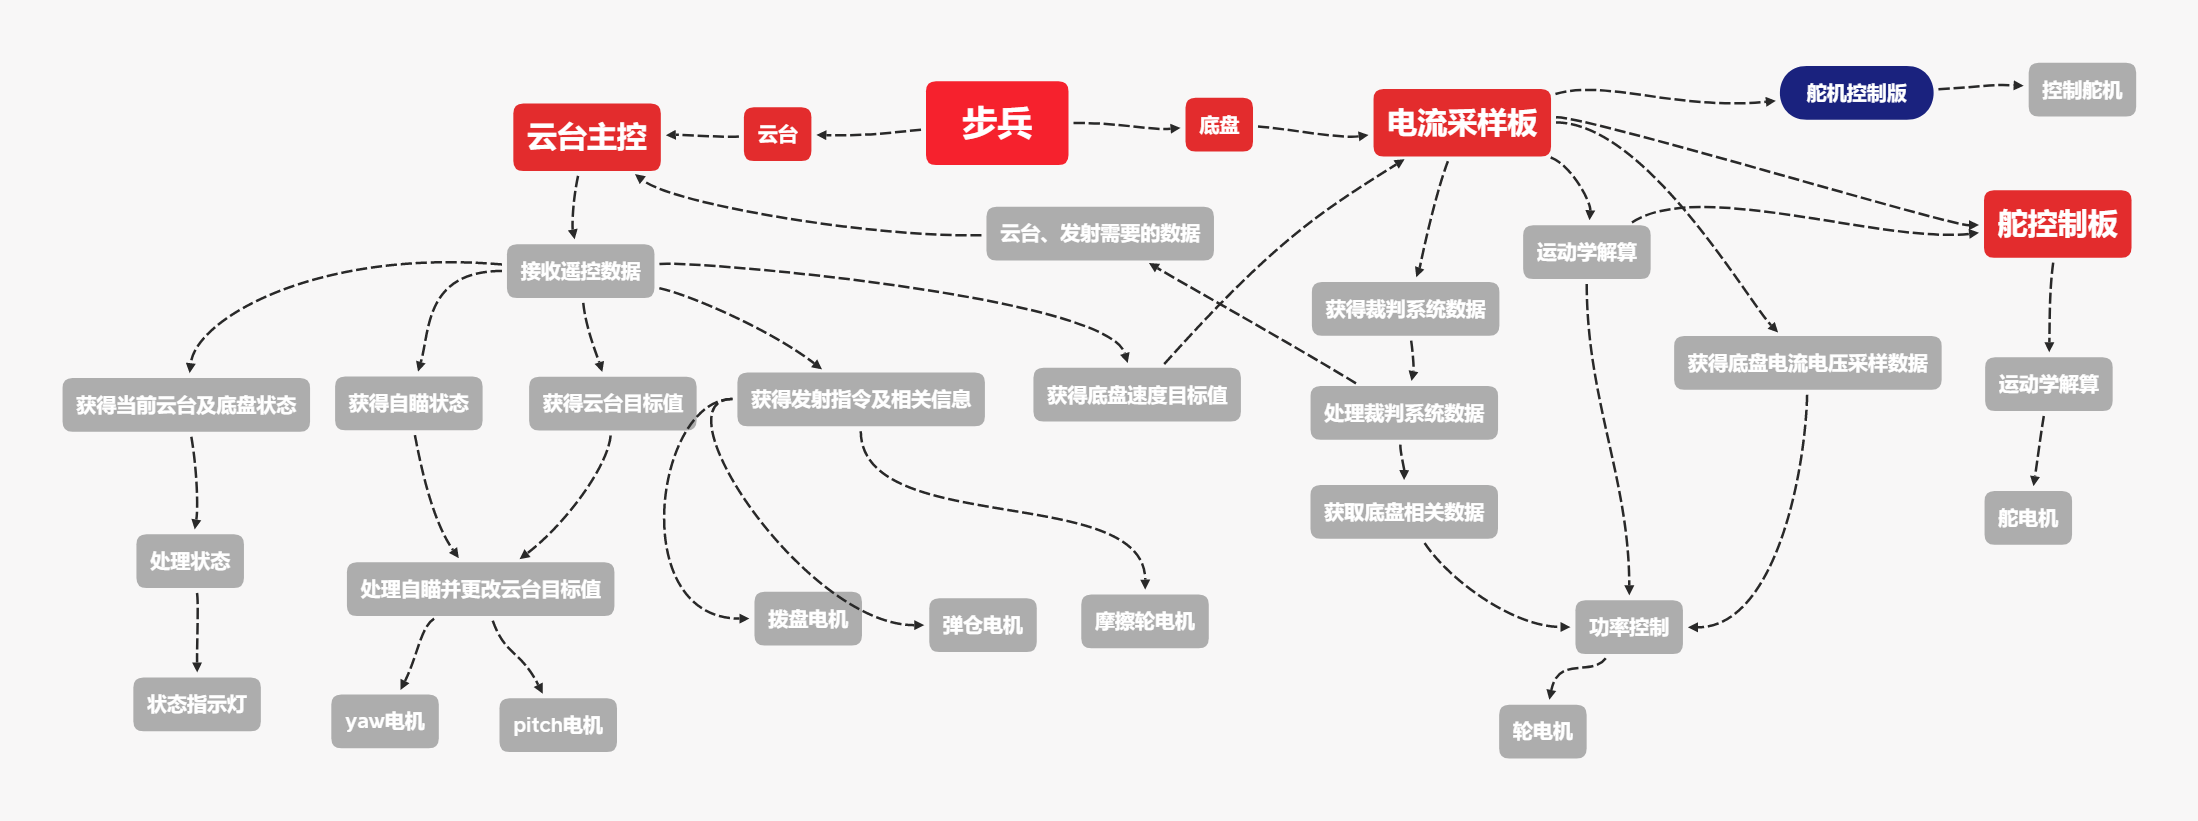 步兵
云台
云台主控
底盘
电流采样板
舵机控制版
控制舵机
舵控制板
云台、发射需要的数据
接收遥控数据
运动学解算
获得裁判系统数据
获得底盘电流电压采样数据
运动学解算
获得当前云台及底盘状态
获得自瞄状态
获得云台目标值
获得发射指令及相关信息
获得底盘速度目标值
处理裁判系统数据
获取底盘相关数据
舵电机
处理状态
处理自瞄并更改云台目标值
拨盘电机
弹仓电机
摩擦轮电机
功率控制
状态指示灯
yaw电机
pitch电机
轮电机